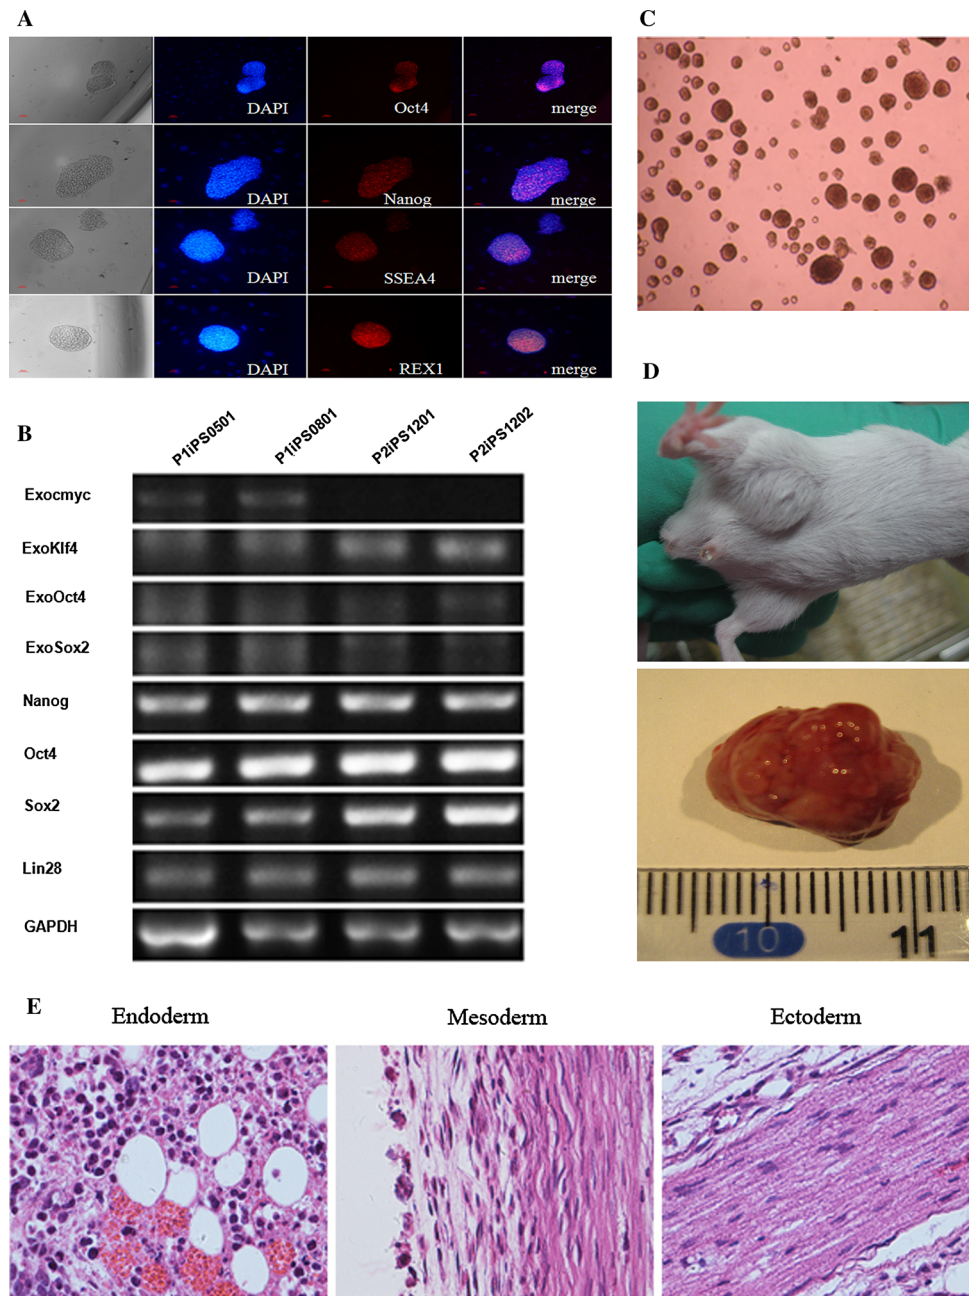 A
DAPI Oct4 merge
DAPI Nanog merge
DAPI SSEA4 merge
DAPI REX1 merge
B
P1iPS0501 P1iPS0801 P2iPS1201 P2iPS1202
Exocmyc
ExoKlf4
ExoOct4
ExoSox2
Nanog
Oct4
Sox2
Lin28
GAPDH
C
D
10 11
E
Endoderm Mesoderm Ectoderm